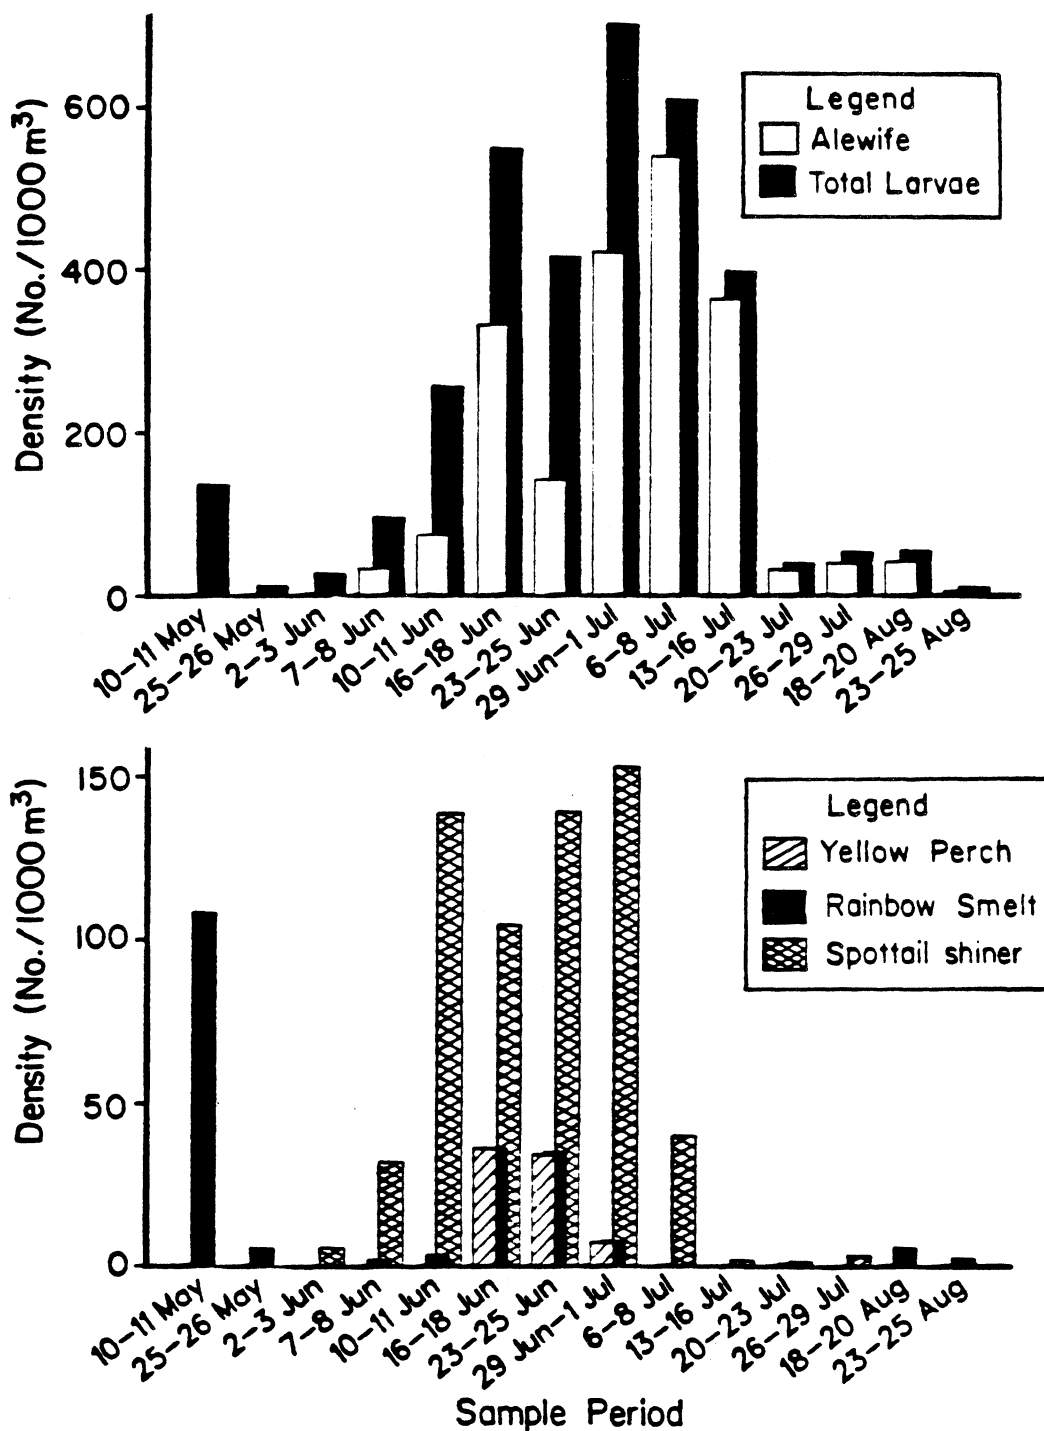 Density (No./1000 m³)
600
400
200
0
Legend
Alewife
Total Larvae
10-11 May
25-26 May
2-3 Jun
7-8 Jun
10-11 Jun
16-18 Jun
23-25 Jun
29 Jun-1 Jul
6-8 Jul
13-16 Jul
20-23 Jul
26-29 Jul
18-20 Aug
23-25 Aug
Density (No./1000 m³)
150
100
50
0
Legend
Yellow Perch
Rainbow Smelt
Spottail shiner
10-11 May
25-26 May
2-3 Jun
7-8 Jun
10-11 Jun
16-18 Jun
23-25 Jun
29 Jun-1 Jul
6-8 Jul
13-16 Jul
20-23 Jul
26-29 Jul
18-20 Aug
23-25 Aug
Sample Period